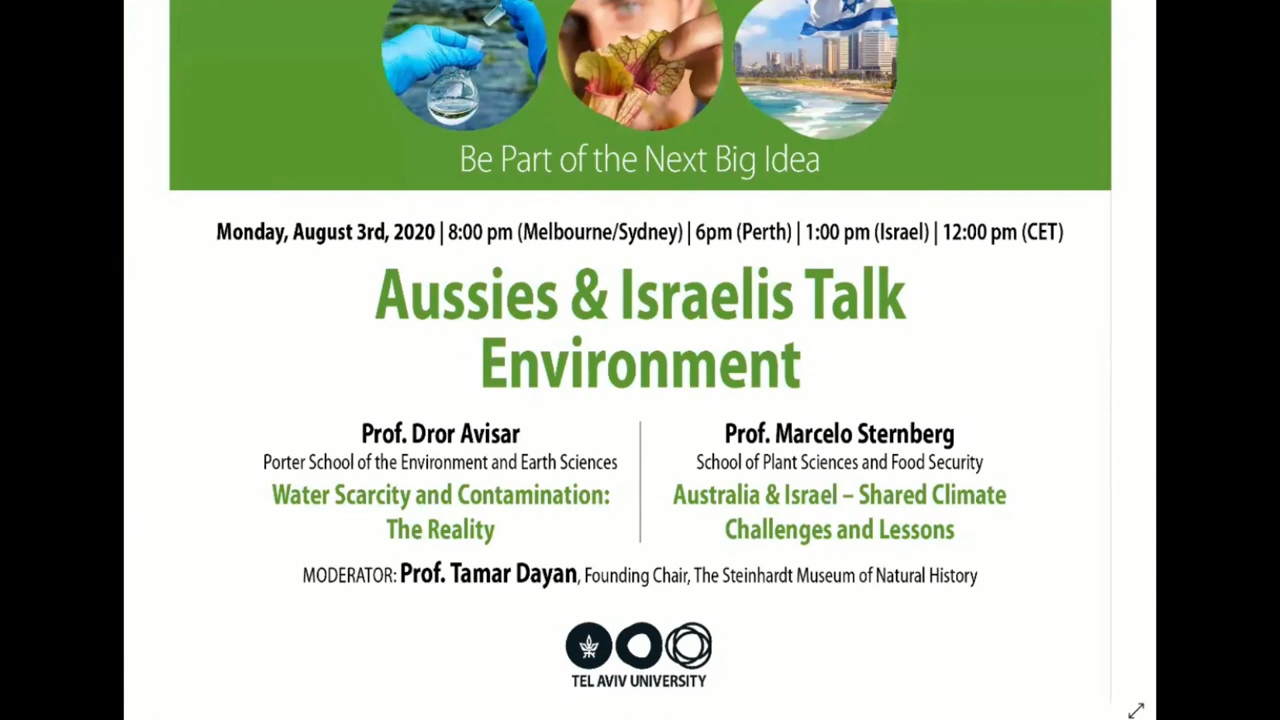 Be Part of the Next Big Idea
Monday, August 3rd, 2020 | 8:00 pm (Melbourne/Sydney) | 6pm (Perth) | 1:00 pm (Israel) | 12:00 pm (CET)
Aussies & Israelis Talk
Environment
Prof. Dror Avisar
Porter School of the Environment and Earth Sciences
Water Scarcity and Contamination:
The Reality
Prof. Marcelo Sternberg
School of Plant Sciences and Food Security
Australia & Israel – Shared Climate
Challenges and Lessons
MODERATOR: Prof. Tamar Dayan, Founding Chair, The Steinhardt Museum of Natural History
TEL AVIV UNIVERSITY